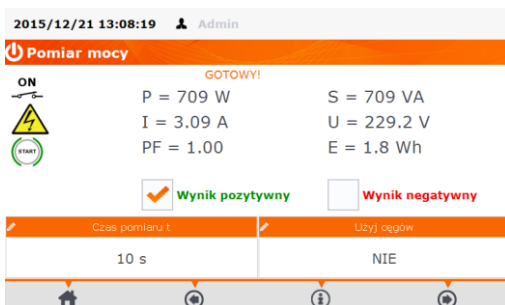 2015/12/21 13:08:19 Admin
Pomiar mocy
GOTOWY!
ON
P = 709 W S = 709 VA
I = 3.09 A U = 229.2 V
START
PF = 1.00 E = 1.8 Wh
Wynik pozytywny Wynik negatywny
Czas pomiaru t Użyj cęgów
10 s NIE